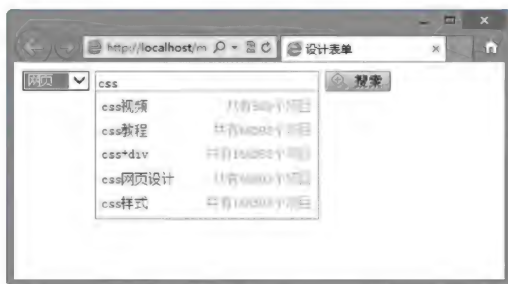 http://localhost/m
设计表单
网页
css
搜索
css视频
css教程
css+div
css网页设计
css样式